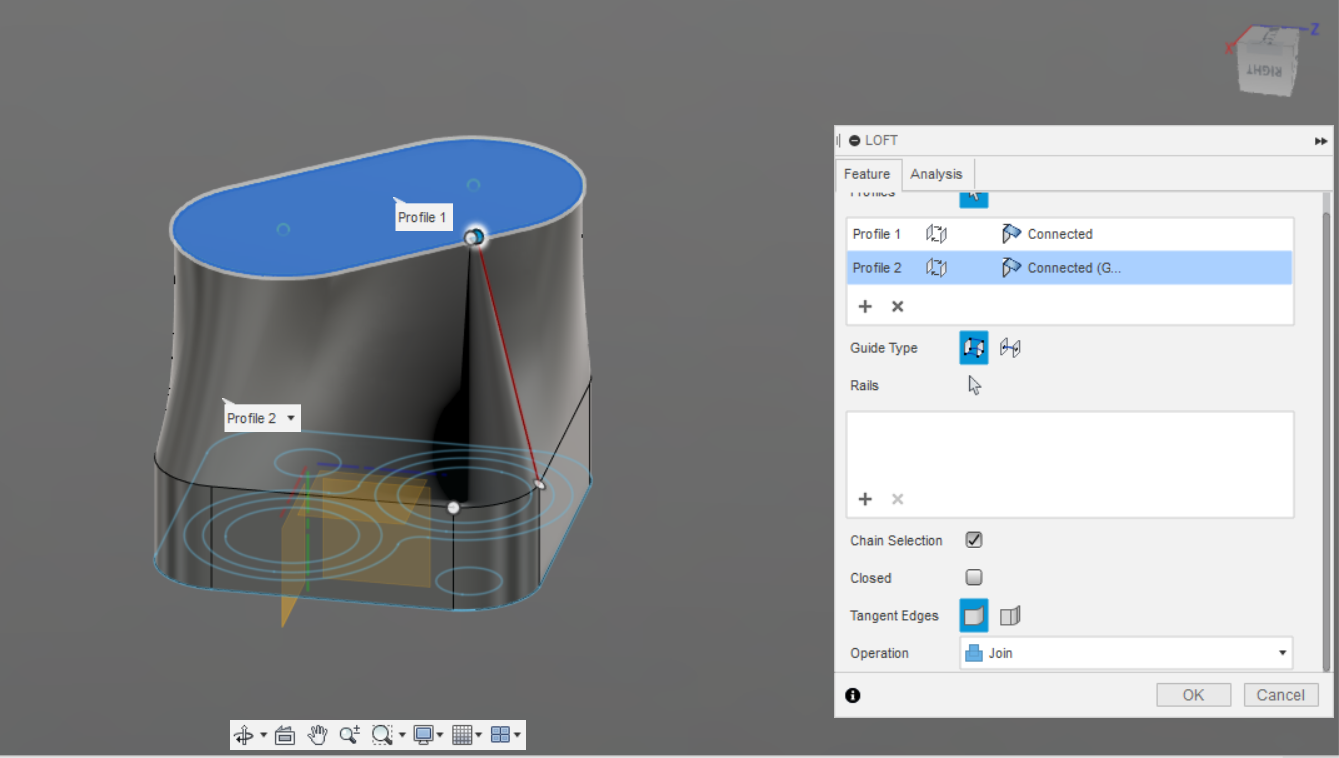 Z
X
RIGHT
LOFT
Feature Analysis
Profiles
Profile 1 Connected
Profile 2 Connected (G...
Guide Type
Rails
Chain Selection
Closed
Tangent Edges
Operation Join
OK Cancel
Profile 1
Profile 2